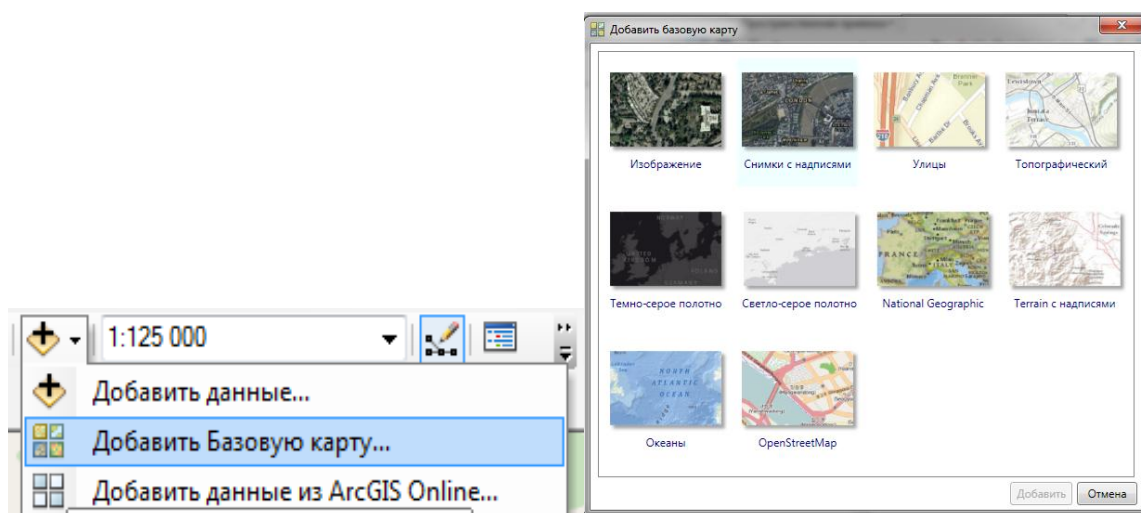 1:125 000
Добавить данные...
Добавить Базовую карту...
Добавить данные из ArcGIS Online...
Добавить базовую карту
Изображение
Снимки с надписями
Улицы
Топографический
Темно-серое полотно
Светло-серое полотно
National Geographic
Terrain с надписями
Океаны
OpenStreetMap
Добавить
Отмена